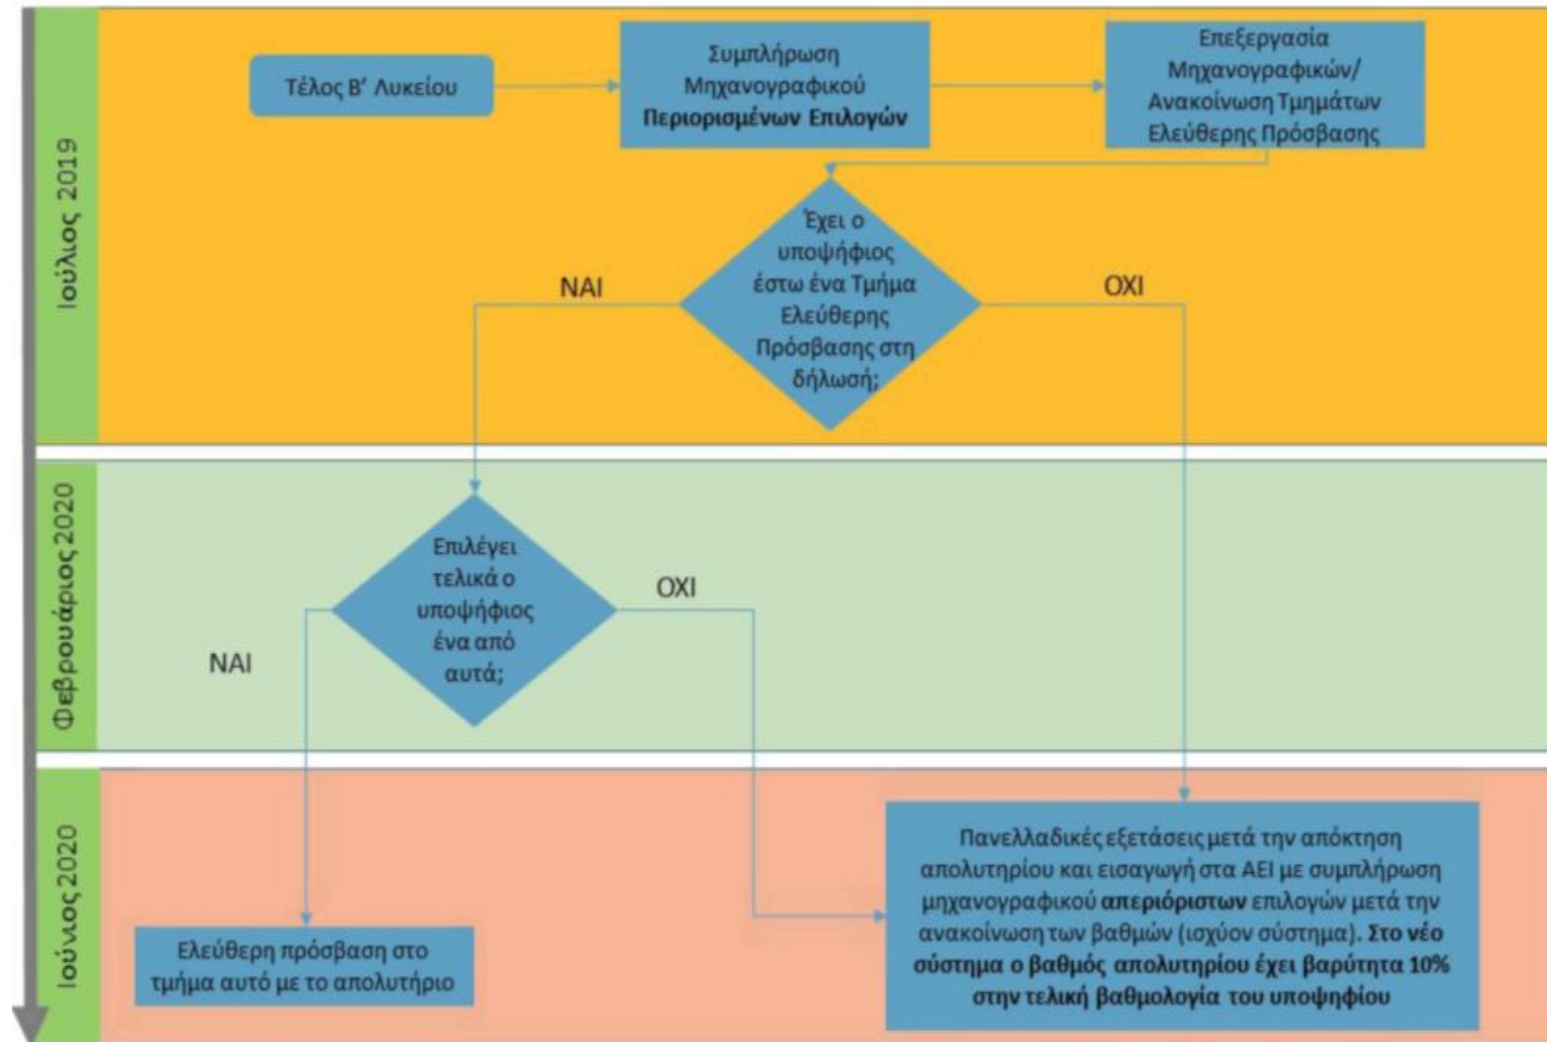 Ιούλιος 2019
Τέλος Β’ Λυκείου
Συμπλήρωση
Μηχανογραφικού
Περιορισμένων Επιλογών
Επεξεργασία
Μηχανογραφικών/
Ανακοίνωση Τμημάτων
Ελεύθερης Πρόσβασης
Έχει ο
υποψήφιος
έστω ένα Τμήμα
Ελεύθερης
Πρόσβασης στη
δήλωσή;
ΝΑΙ
ΟΧΙ
Φεβρουάριος 2020
Επιλέγει
τελικά ο
υποψήφιος
ένα από
αυτά;
ΝΑΙ
ΟΧΙ
Ιούνιος 2020
Ελεύθερη πρόσβαση στο
τμήμα αυτό με το απολυτήριο
Πανελλαδικές εξετάσεις μετά την απόκτηση
απολυτηρίου και εισαγωγή στα ΑΕΙ με συμπλήρωση
μηχανογραφικού απεριόριστων επιλογών μετά την
ανακοίνωση των βαθμών (ισχύον σύστημα). Στο νέο
σύστημα ο βαθμός απολυτηρίου έχει βαρύτητα 10%
στην τελική βαθμολογία του υποψηφίου